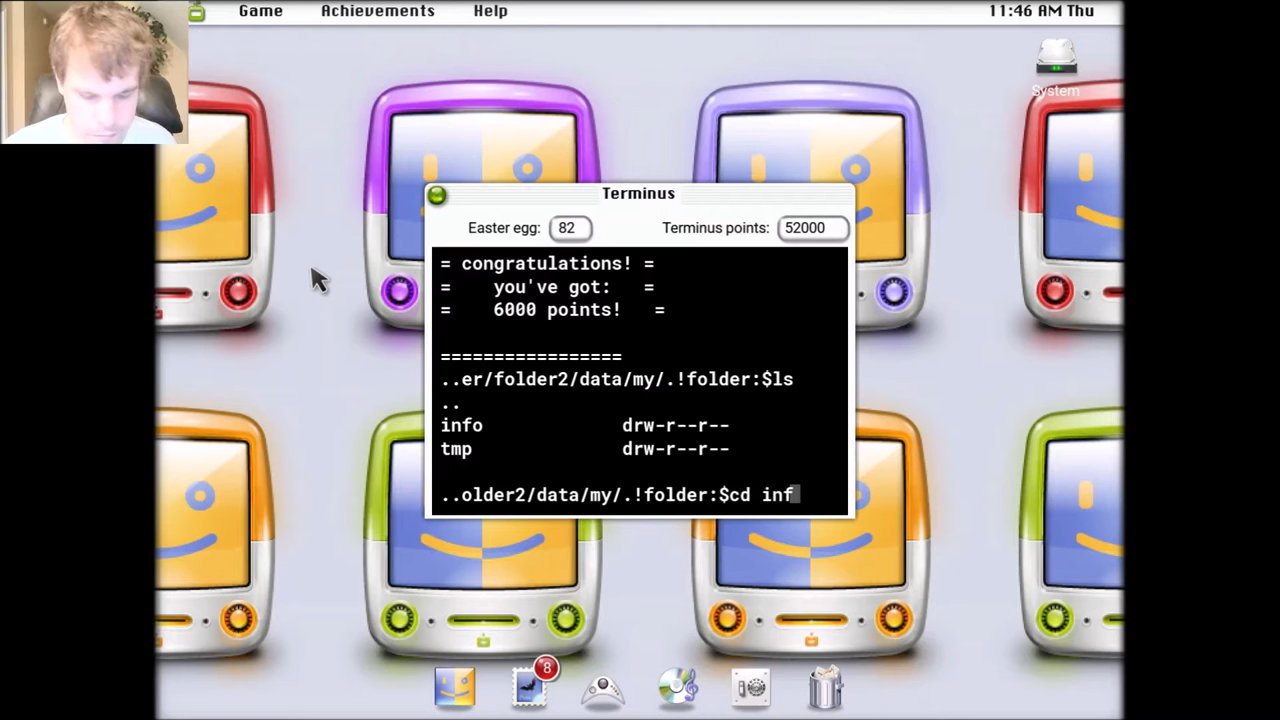 Game Achievements Help 11:46 AM Thu
System
Terminus
Easter egg: 82 Terminus points: 52000
= congratulations! =
= you've got: =
= 6000 points! =
=================
..er/folder2/data/my/.!folder:$ls
..
info drw-r--r--
tmp drw-r--r--
..older2/data/my/.!folder:$cd inf
8